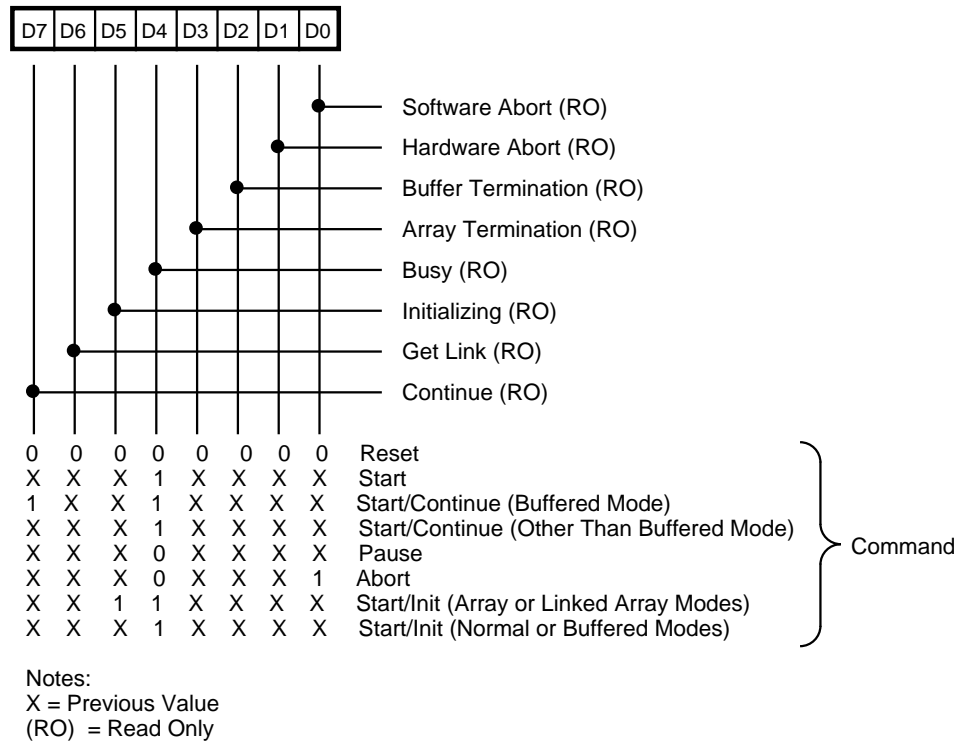 D7 D6 D5 D4 D3 D2 D1 D0
Software Abort (RO)
Hardware Abort (RO)
Buffer Termination (RO)
Array Termination (RO)
Busy (RO)
Initializing (RO)
Get Link (RO)
Continue (RO)
0 0 0 0 0 0 0 0 Reset
X X X 1 X X X X Start
1 X X 1 X X X X Start/Continue (Buffered Mode)
X X X 1 X X X X Start/Continue (Other Than Buffered Mode)
X X X 0 X X X X Pause
X X X 0 X X X 1 Abort
X X 1 1 X X X X Start/Init (Array or Linked Array Modes)
X X X 1 X X X X Start/Init (Normal or Buffered Modes)
Command
Notes:
X = Previous Value
(RO) = Read Only